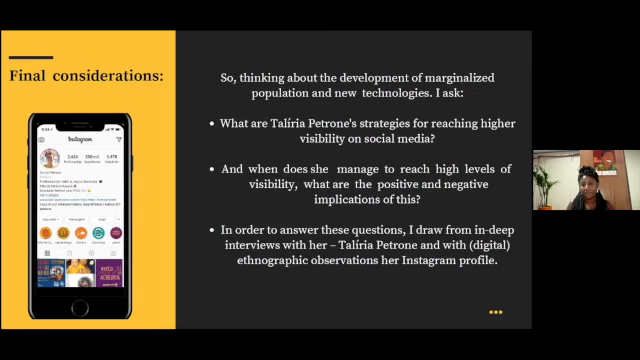 Final considerations:
So, thinking about the development of marginalized
population and new technologies. I ask:
• What are Talíria Petrone's strategies for reaching higher
visibility on social media?
• And when does she manage to reach high levels of
visibility, what are the positive and negative
implications of this?
• In order to answer these questions, I draw from in-deep
interviews with her – Talíria Petrone and with (digital)
ethnographic observations her Instagram profile.
Instagram